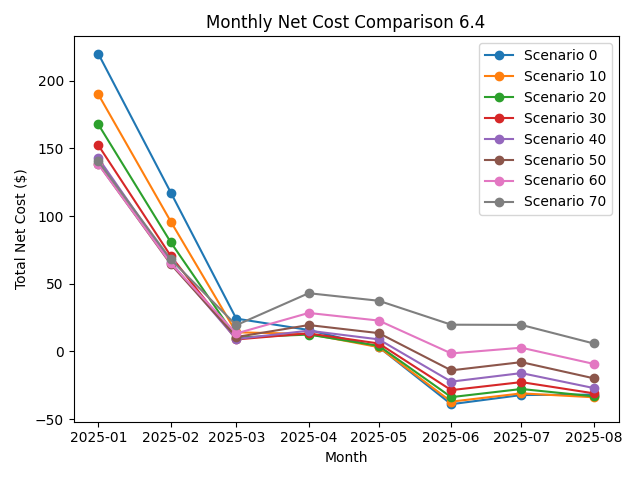 Monthly Net Cost Comparison 6.4
Total Net Cost ($)
200
150
100
50
0
−50
Scenario 0
Scenario 10
Scenario 20
Scenario 30
Scenario 40
Scenario 50
Scenario 60
Scenario 70
2025-01 2025-02 2025-03 2025-04 2025-05 2025-06 2025-07 2025-08
Month